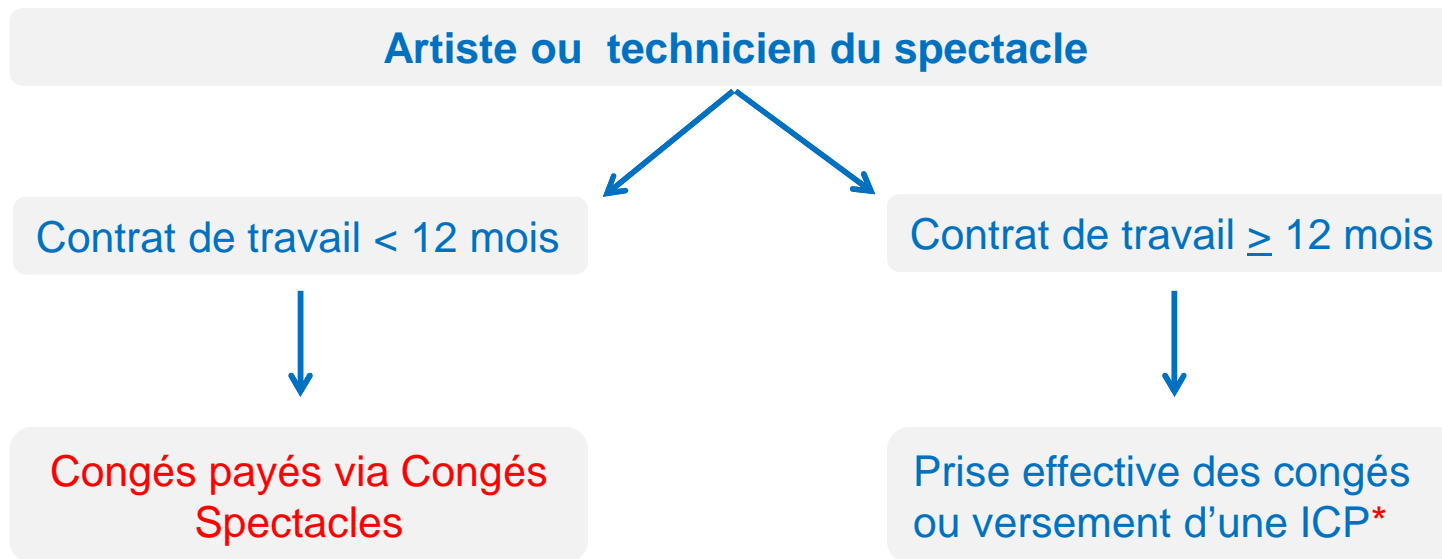 Artiste ou technicien du spectacle
Contrat de travail < 12 mois
Contrat de travail ≥ 12 mois
Congés payés via Congés
Spectacles
Prise effective des congés
ou versement d'une ICP*